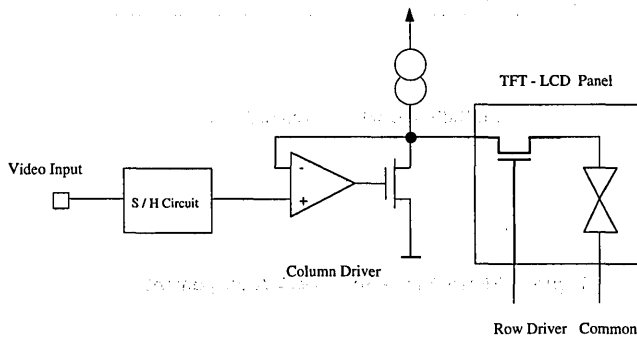 TFT - LCD Panel
Video Input
S / H Circuit
-
+
Column Driver
Row Driver Common